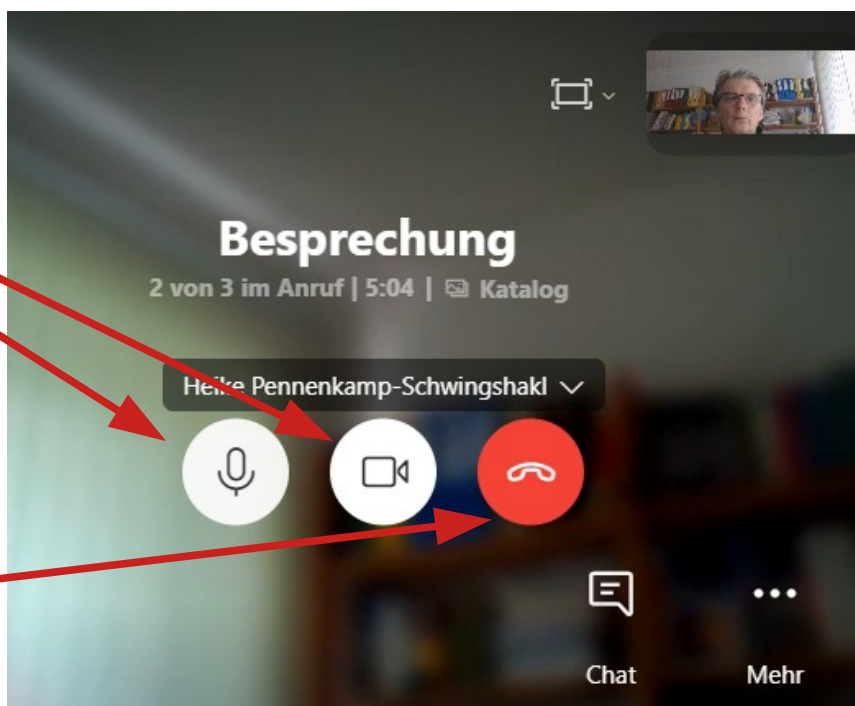 Besprechung
2 von 3 im Anruf | 5:04 | Katalog
Heike Pennenkamp-Schwingshakl
Chat
Mehr